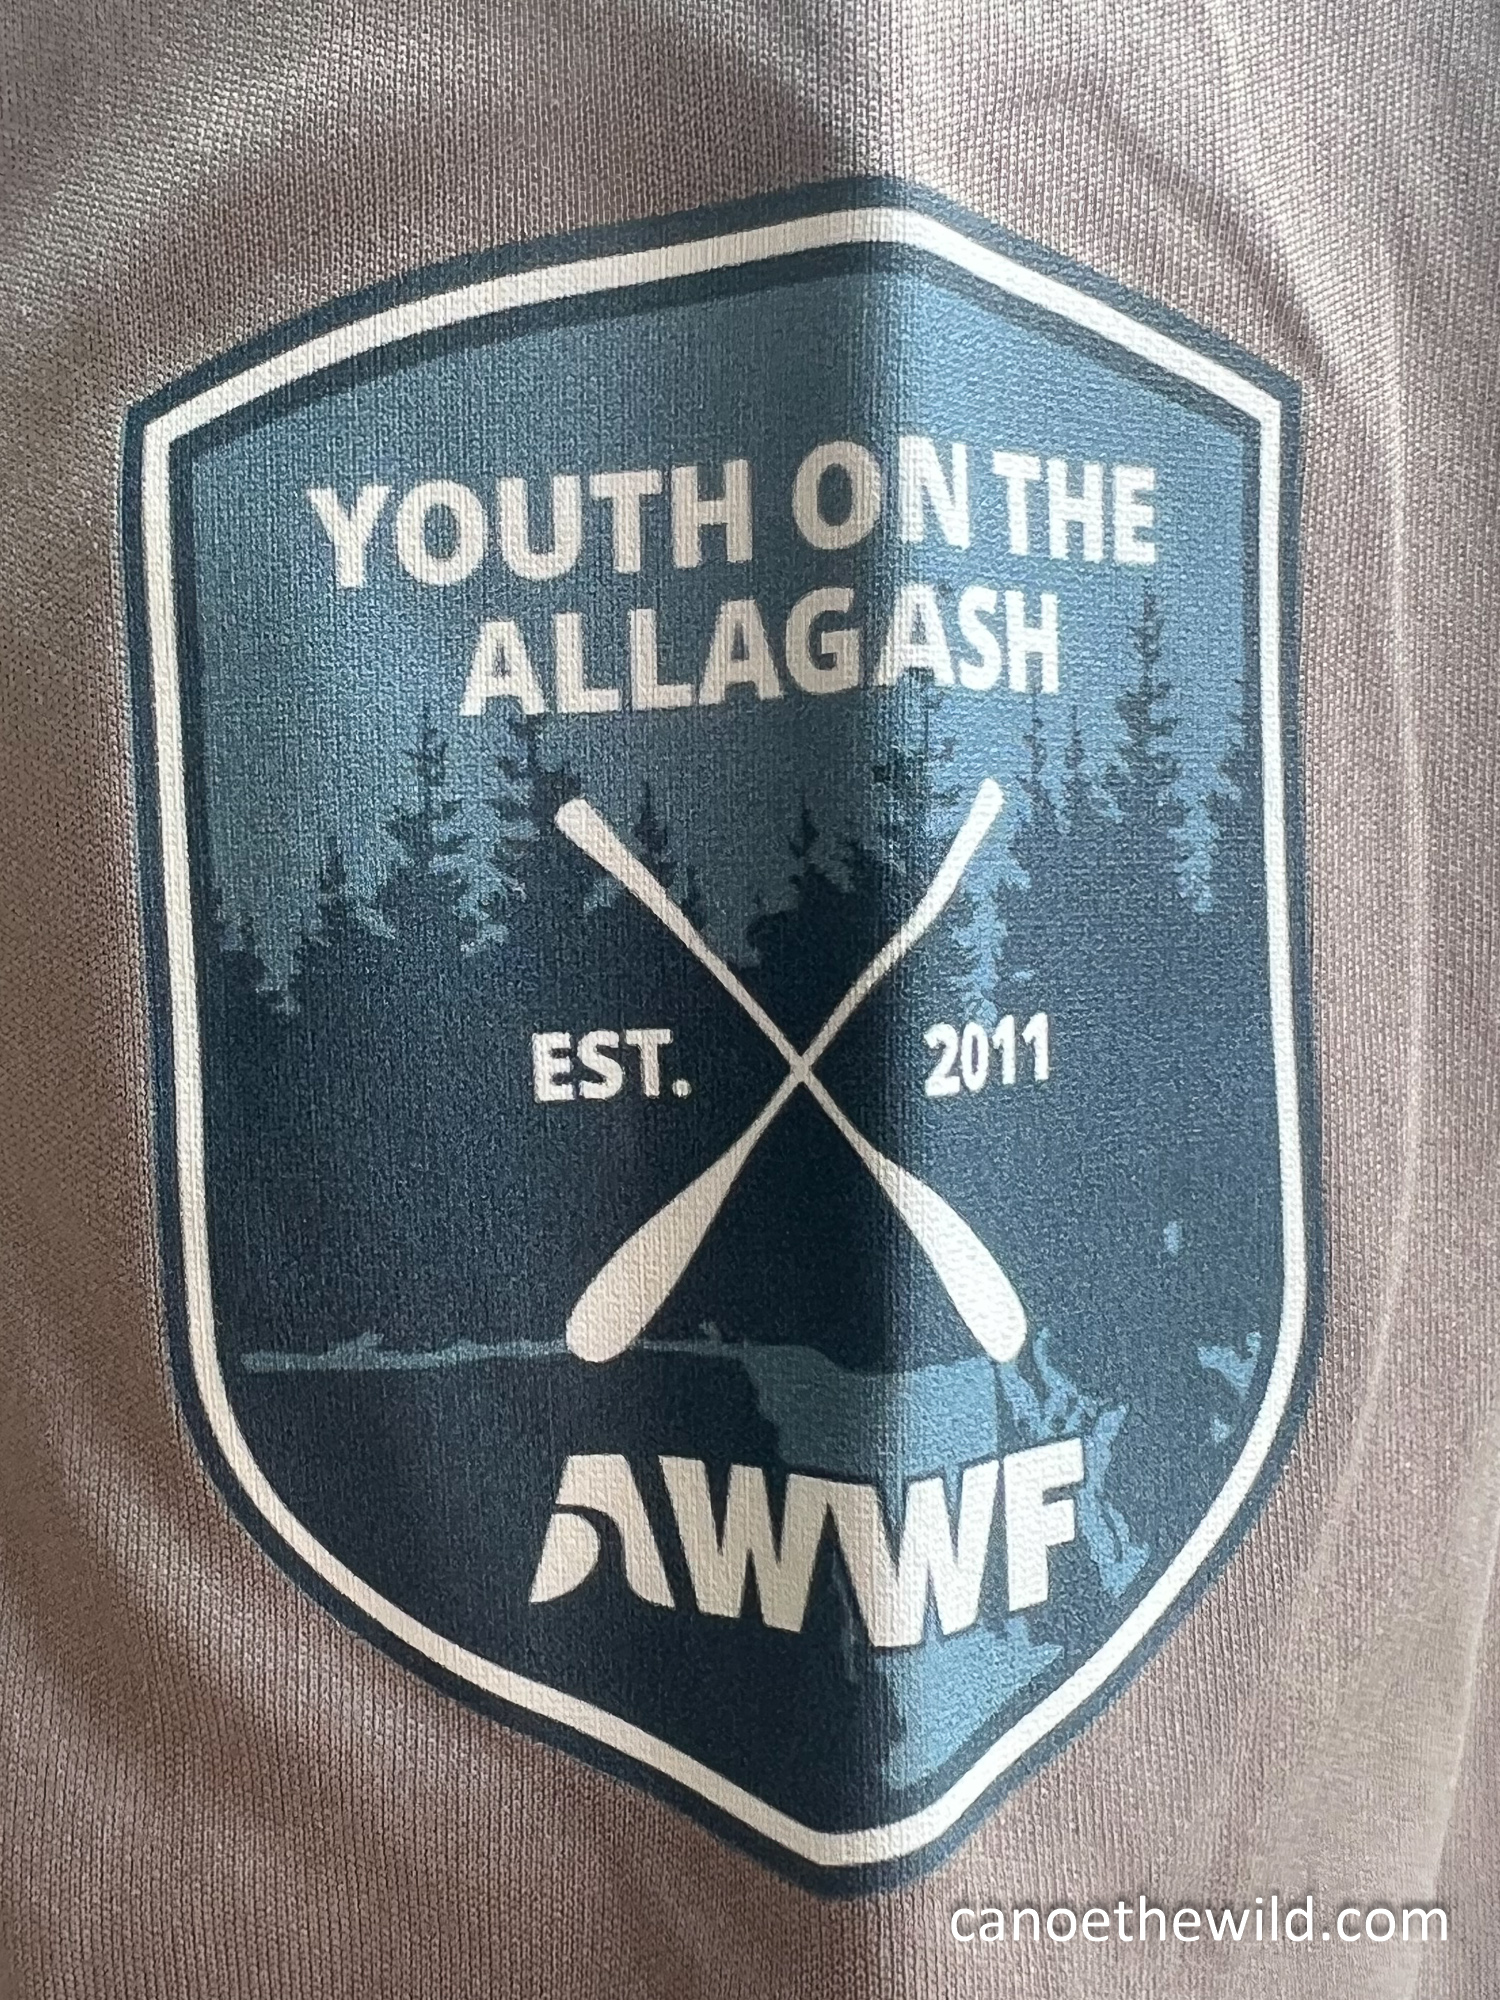 YOUTH ON THE
ALLAGASH
EST. 2011
AWWF
canoethewild.com